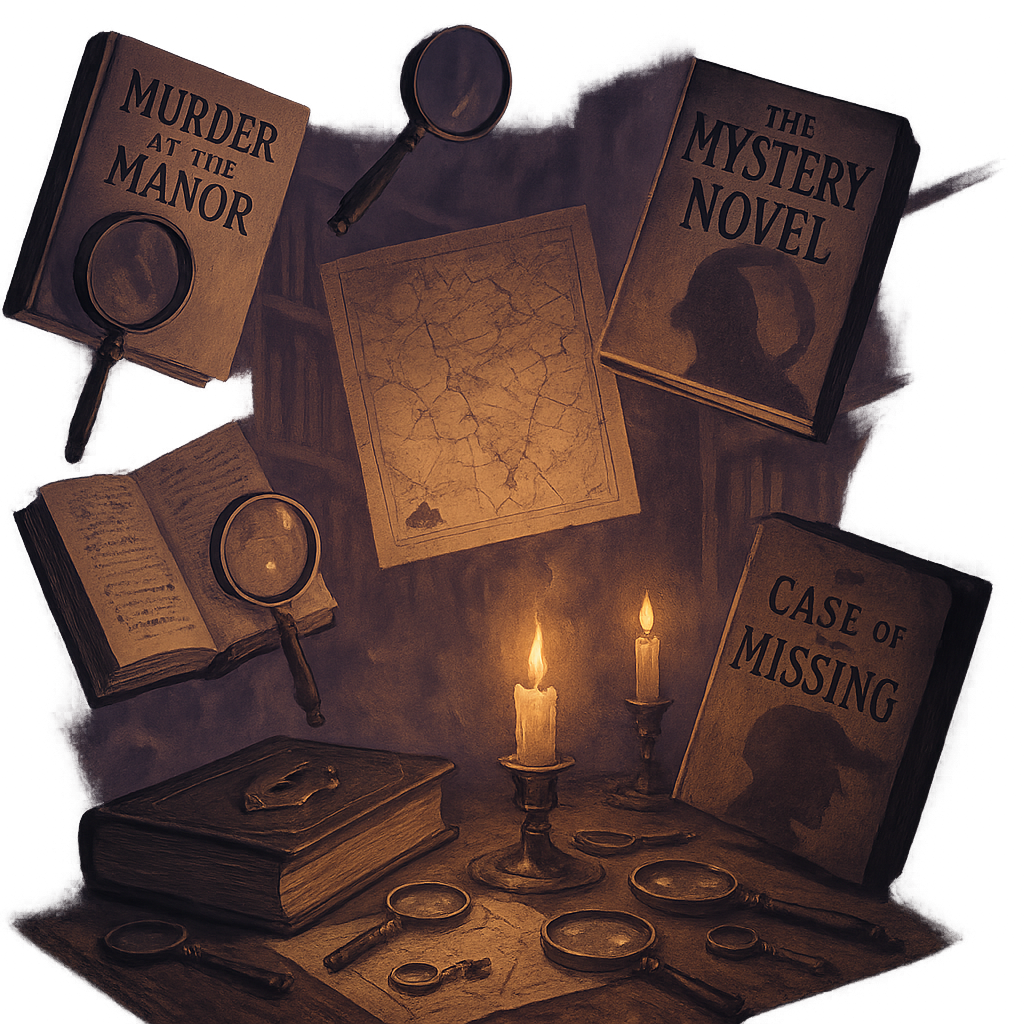 MURDER
AT THE
MANOR
THE
MYSTERY
NOVEL
CASE OF
MISSING